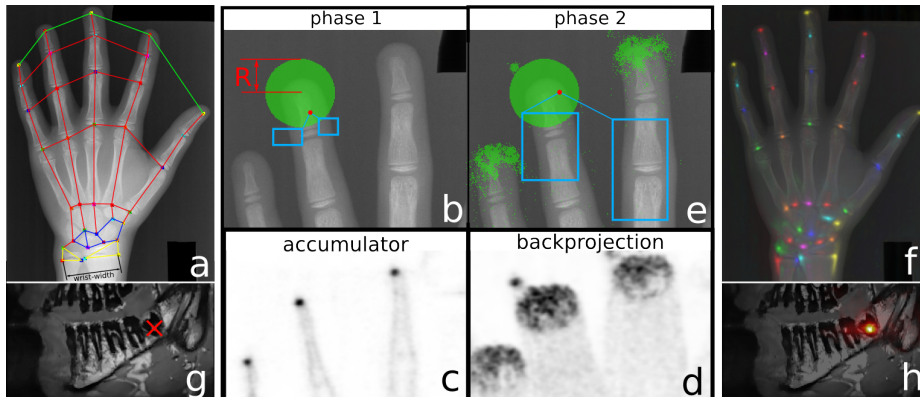 phase 1
phase 2
R
a
wrist-width
b
e
f
accumulator
backprojection
g
c
d
h